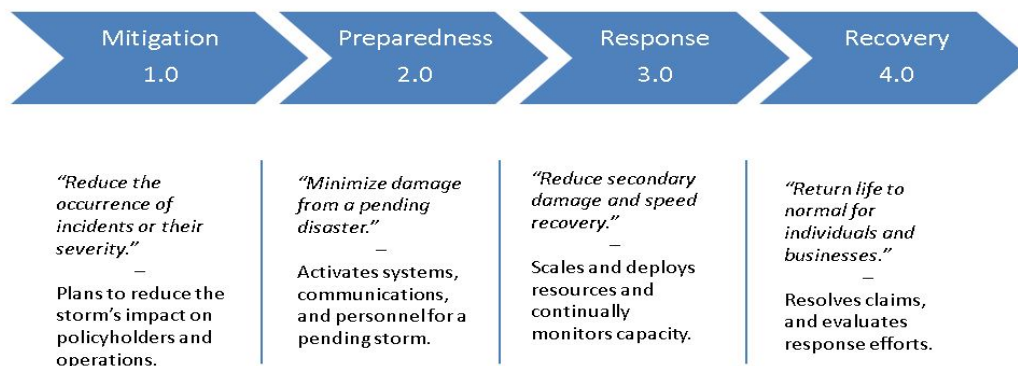 Mitigation
1.0
Preparedness
2.0
Response
3.0
Recovery
4.0
“Reduce the
occurrence of
incidents or their
severity.”
–
Plans to reduce the
storm’s impact on
policyholders and
operations.
“Minimize damage
from a pending
disaster.”
–
Activates systems,
communications,
and personnel for a
pending storm.
“Reduce secondary
damage and speed
recovery.”
–
Scales and deploys
resources and
continually
monitors capacity.
“Return life to
normal for
individuals and
businesses.”
–
Resolves claims,
and evaluates
response efforts.